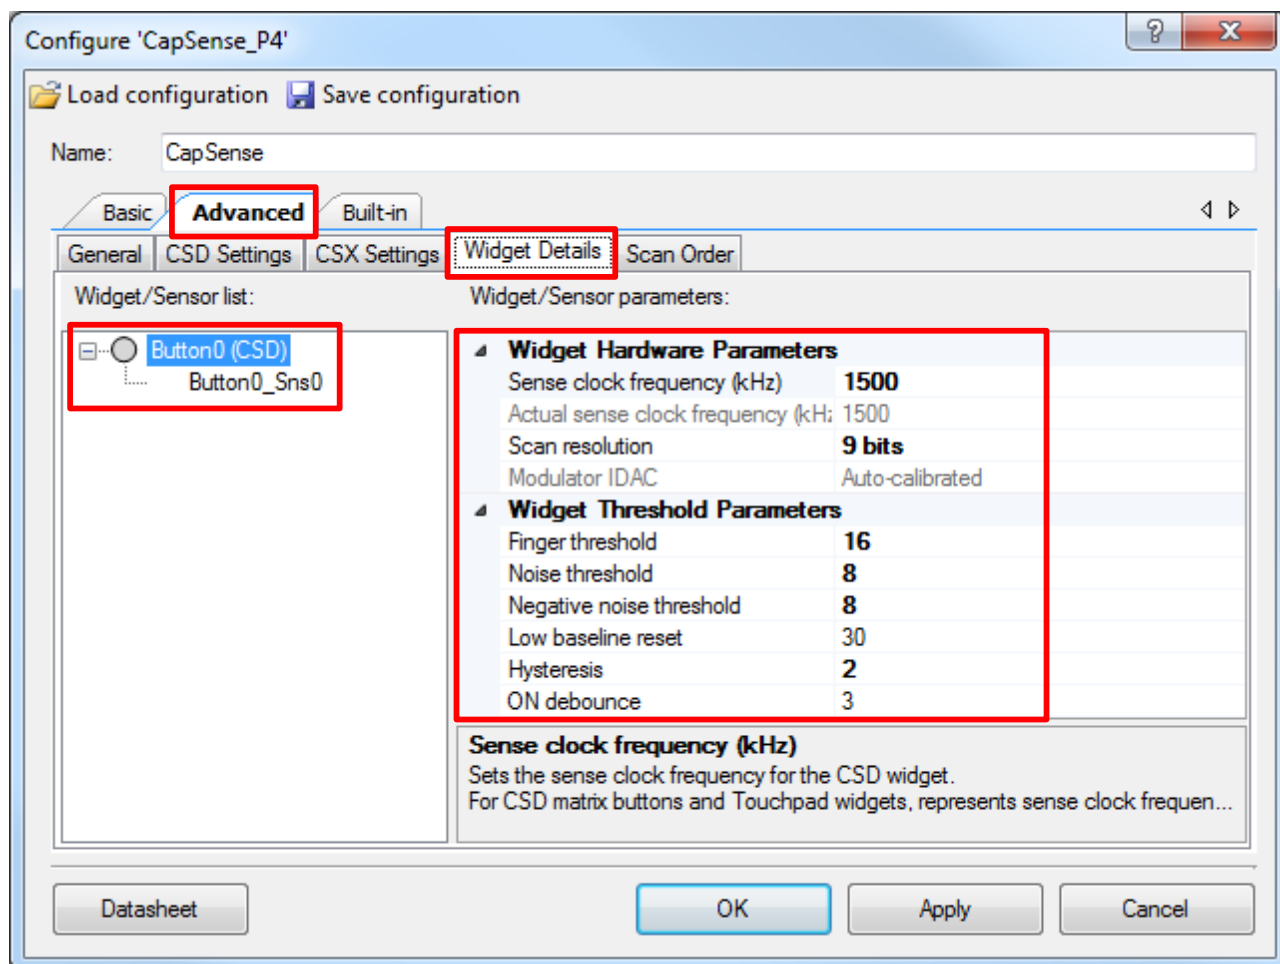 Configure 'CapSense_P4'
Load configuration Save configuration
Name: CapSense
Basic Advanced Built-in
General CSD Settings CSX Settings Widget Details Scan Order
Widget/Sensor list: Widget/Sensor parameters:
Button0 (CSD)
Button0_Sns0
Widget Hardware Parameters
Sense clock frequency (kHz) 1500
Actual sense clock frequency (kHz 1500
Scan resolution 9 bits
Modulator IDAC Auto-calibrated
Widget Threshold Parameters
Finger threshold 16
Noise threshold 8
Negative noise threshold 8
Low baseline reset 30
Hysteresis 2
ON debounce 3
Sense clock frequency (kHz)
Sets the sense clock frequency for the CSD widget.
For CSD matrix buttons and Touchpad widgets, represents sense clock frequen...
Datasheet OK Apply Cancel